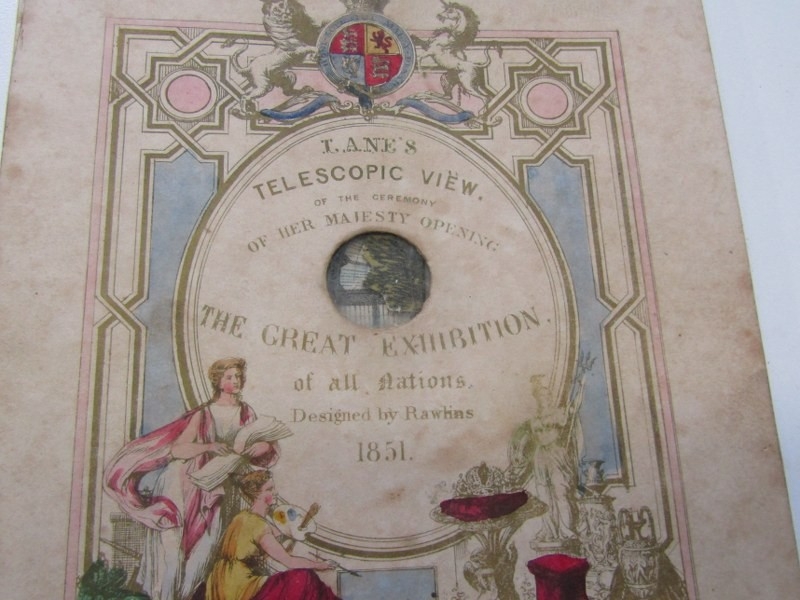 LANE'S
TELESCOPIC VIEW.
OF THE CEREMONY
OF HER MAJESTY OPENING
THE GREAT EXHIBITION.
of all Nations.
Designed by Rawlins
1851.